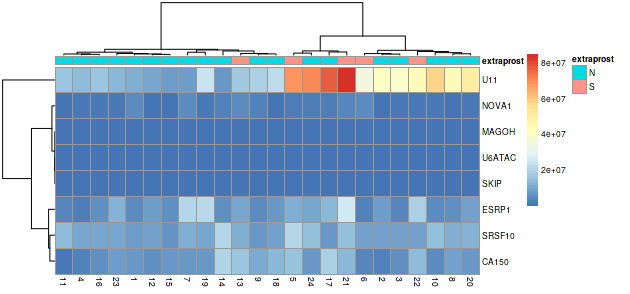 extraprost
U11
NOVA1
MAGOH
U6ATAC
SKIP
ESRP1
SRSF10
CA150
11 4 16 23 1 12 15 7 19 14 13 9 18 5 24 17 21 6 2 3 22 10 8 20
8e+07
6e+07
4e+07
2e+07
extraprost
N
S